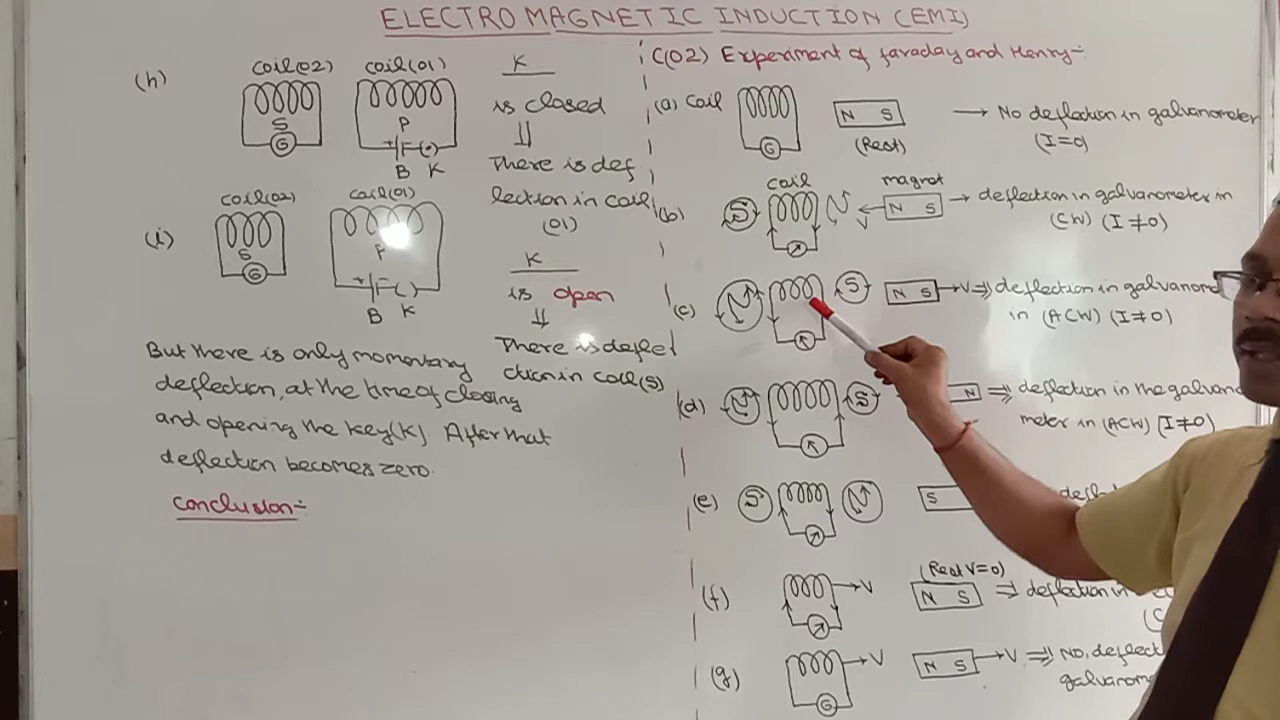 ELECTROMAGNETIC INDUCTION (EMI)
(h)
coil(02) coil(01)
S P
G
B K
K
is closed
There is def
lection in coil
(01)
(i)
coil(02) coil(01)
S P
G
B K
K
is open
There is deflet
ction in coil(S)
But there is only momentary
deflection, at the time of closing
and opening the key(K). After that
deflection becomes zero.
Conclusion:-
C(02) Experiment of faraday and Henry:-
(a) Coil
G
N S
(Rest)
→ No deflection in galvanometer
(I=0)
(b)
coil
magnet
S N
V
N S
→ deflection in galvanometer in
(CW) (I≠0)
(c)
N S
N S →V
⇒ deflection in galvano
in (ACW) (I≠0)
(d)
N S
N
⇒ deflection in the galvano
meter in (ACW) (I≠0)
(e)
S N
S
(f)
→V
(Rest V=0)
N S
⇒ deflection in
(g)
→V
G
N S →V
⇒ No, deflect
galvanom